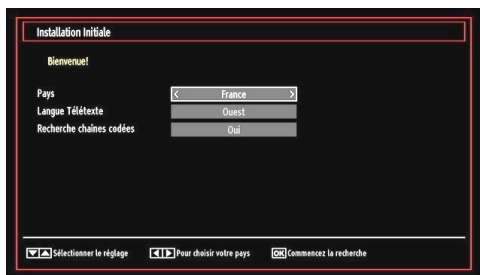 Installation Initiale
Bienvenue!
Pays < France >
Langue Télétexte Ouest
Recherche chaînes codées Oui
Sélectionner le réglage Pour choisir votre pays OK Commencez la recherche